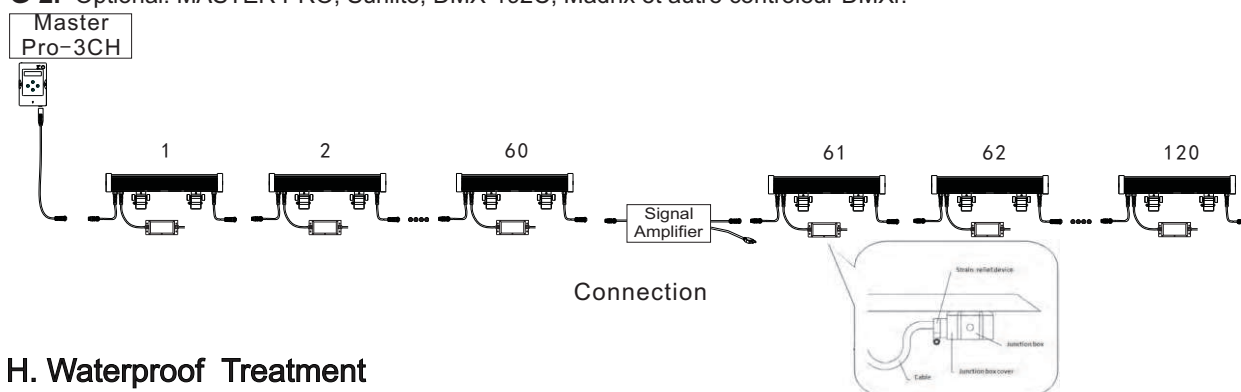 2. Optional: MASTER PRO, Sunlite, DMX-192C, Madrix et autre contrôleur DMX.
Master
Pro-3CH
1 2 60 61 62 120
Signal
Amplifier
Connection
Strain-relief device
Junction box
Junction box cover
Cable
H. Waterproof Treatment